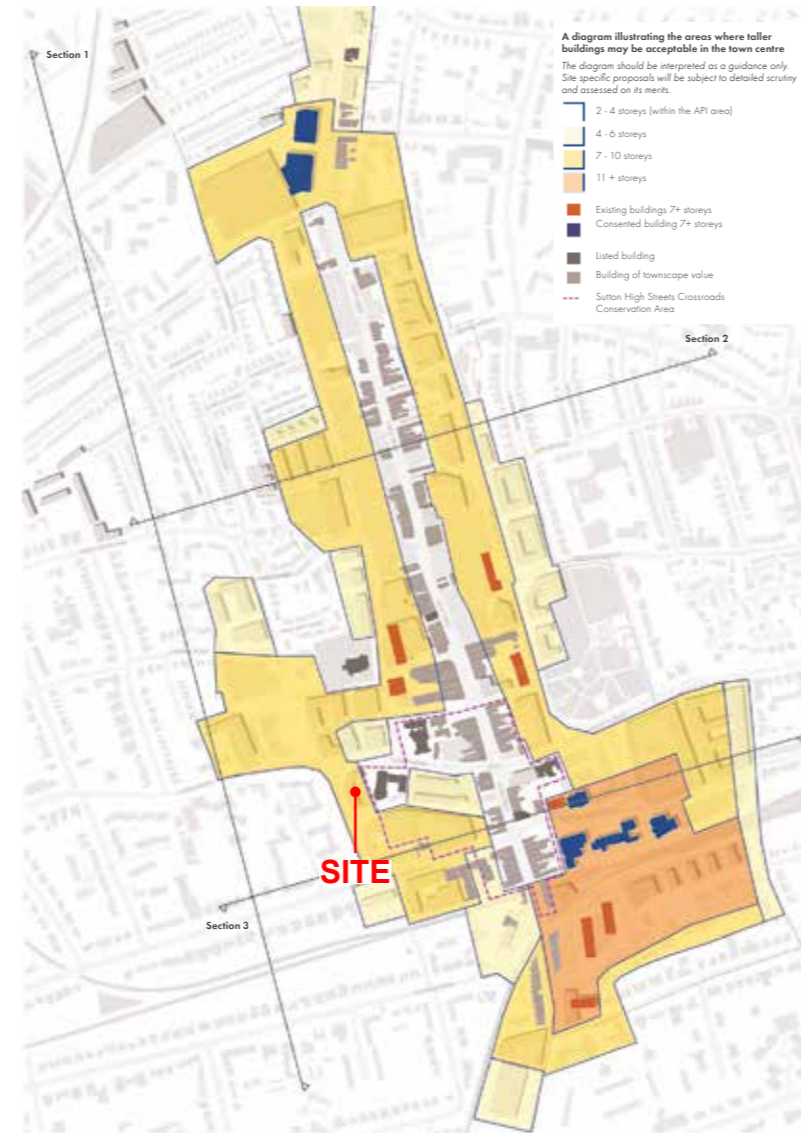 Section 1
A diagram illustrating the areas where taller
buildings may be acceptable in the town centre
The diagram should be interpreted as a guidance only.
Site specific proposals will be subject to detailed scrutiny
and assessed on its merits.
2 - 4 storeys (within the API area)
4 - 6 storeys
7 - 10 storeys
11 + storeys
Existing buildings 7+ storeys
Consented building 7+ storeys
Listed building
Building of townscape value
Sutton High Streets Crossroads
Conservation Area
Section 2
SITE
Section 3